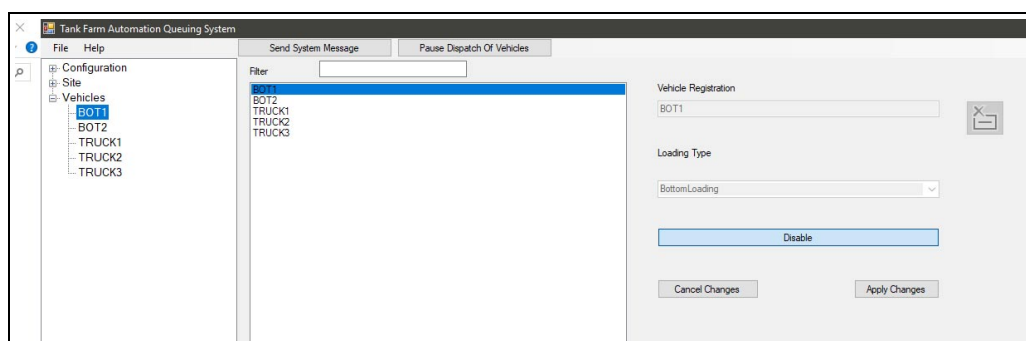 Tank Farm Automation Queuing System
File Help
Send System Message
Pause Dispatch Of Vehicles
Configuration
Site
Vehicles
BOT1
BOT2
TRUCK1
TRUCK2
TRUCK3
Filter
BOT1
BOT2
TRUCK1
TRUCK2
TRUCK3
Vehicle Registration
BOT1
Loading Type
BottomLoading
Disable
Cancel Changes
Apply Changes